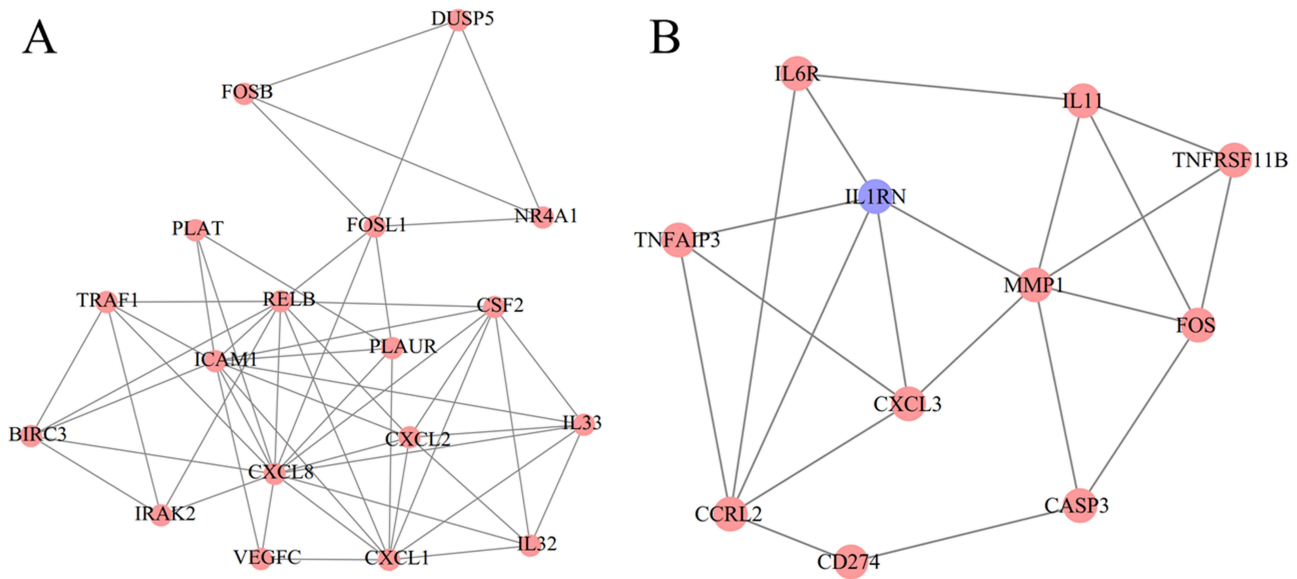 A
DUSP5
FOSB
FOSL1
NR4A1
PLAT
TRAF1
RELB
CSF2
ICAM1
PLAUR
BIRC3
CXCL2
IL33
CXCL8
IRAK2
VEGFC
CXCL1
IL32
B
IL6R
IL11
TNFRSF11B
IL1RN
TNFAIP3
MMP1
FOS
CXCL3
CCRL2
CASP3
CD274